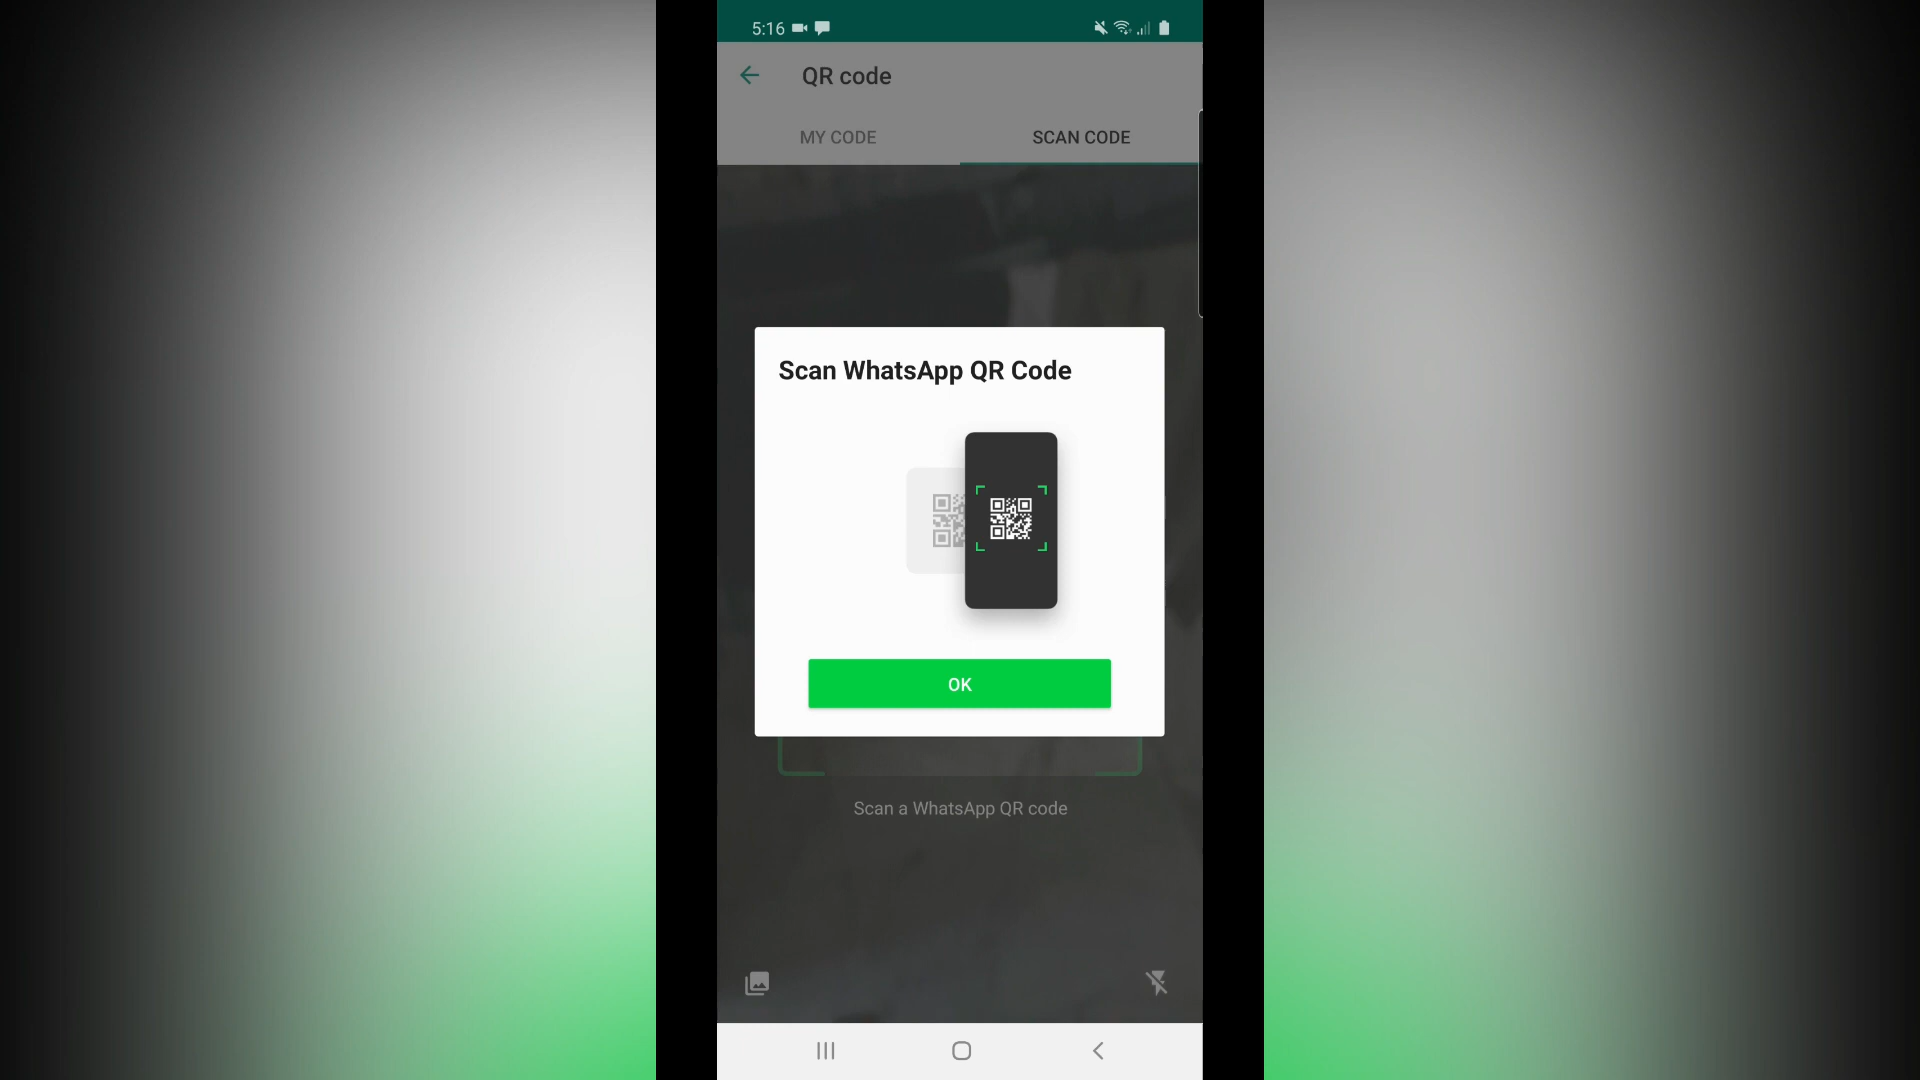 5:16
QR code
MY CODE
SCAN CODE
Scan WhatsApp QR Code
OK
Scan a WhatsApp QR code